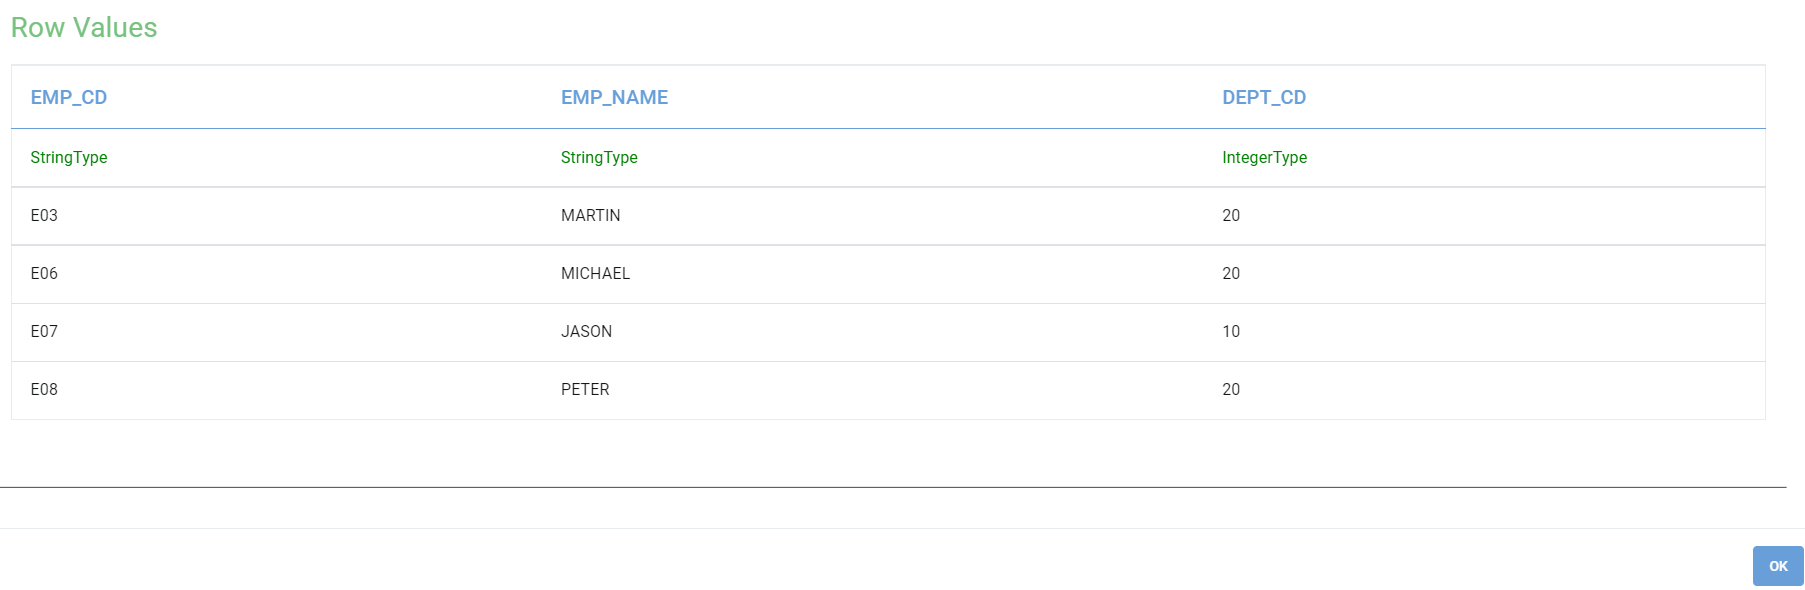 Row Values
EMP_CD EMP_NAME DEPT_CD
StringType StringType IntegerType
E03 MARTIN 20
E06 MICHAEL 20
E07 JASON 10
E08 PETER 20
OK